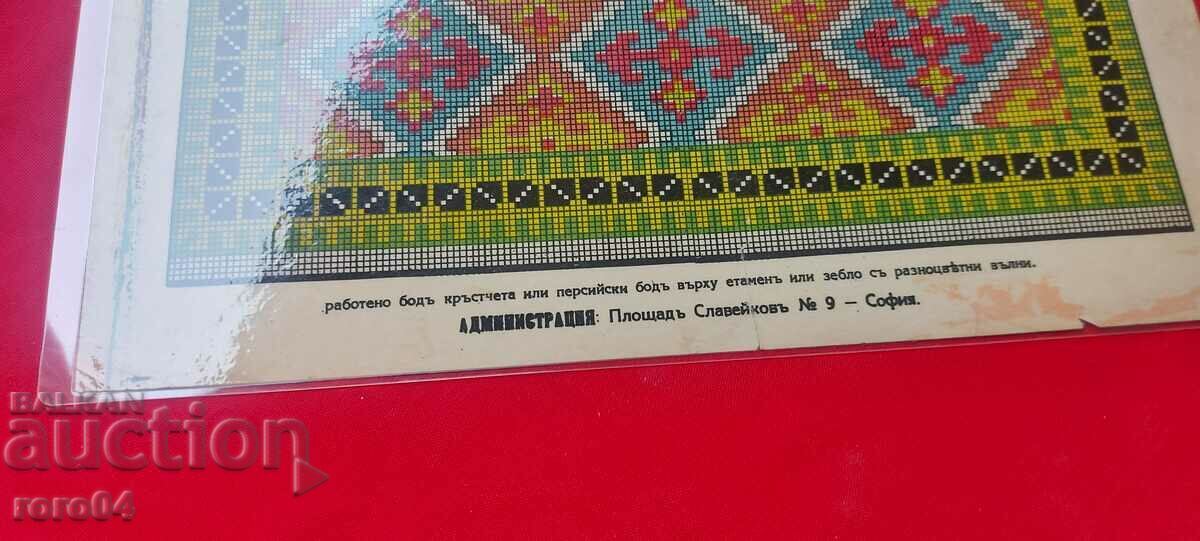 работено бодъ кръстчета или персийски бодъ върху етаменъ или зебло съ разноцвѣтни вълни.
АДМИНИСТРАЦИЯ: Площадъ Славейковъ № 9 – София.
BALKAN
auction
roro04